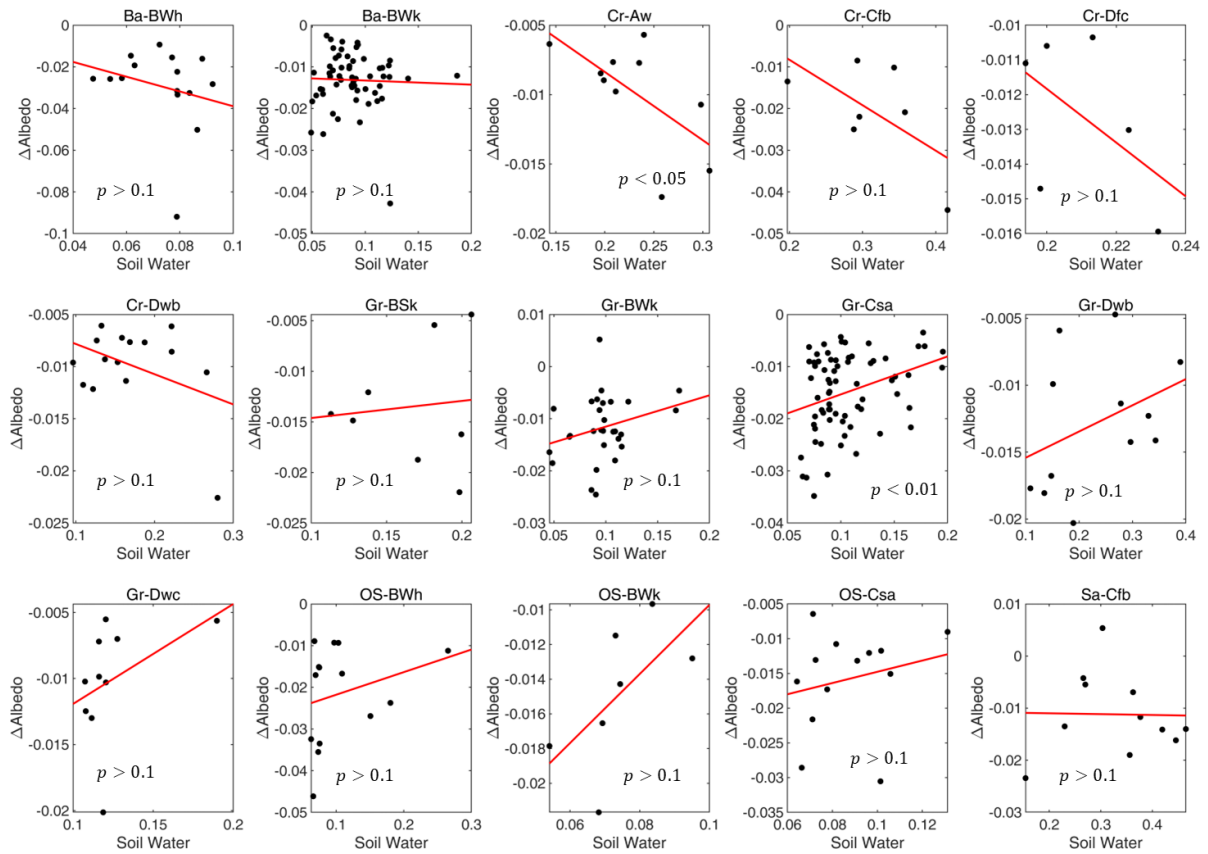 Ba-BWh
0
-0.02
-0.04
-0.06
-0.08
-0.1
ΔAlbedo
p > 0.1
0.04 0.06 0.08 0.1
Soil Water
Ba-BWk
0
-0.01
-0.02
-0.03
-0.04
-0.05
ΔAlbedo
p > 0.1
0.05 0.1 0.15 0.2
Soil Water
Cr-Aw
-0.005
-0.01
-0.015
-0.02
ΔAlbedo
p < 0.05
0.15 0.2 0.25 0.3
Soil Water
Cr-Cfb
0
-0.01
-0.02
-0.03
-0.04
-0.05
ΔAlbedo
p > 0.1
0.2 0.3 0.4
Soil Water
Cr-Dfc
-0.01
-0.011
-0.012
-0.013
-0.014
-0.015
-0.016
ΔAlbedo
p > 0.1
0.2 0.22 0.24
Soil Water
Cr-Dwb
-0.005
-0.01
-0.015
-0.02
-0.025
ΔAlbedo
p > 0.1
0.1 0.2 0.3
Soil Water
Gr-BSk
-0.005
-0.01
-0.015
-0.02
-0.025
ΔAlbedo
p > 0.1
0.1 0.15 0.2
Soil Water
Gr-BWk
0.01
0
-0.01
-0.02
-0.03
ΔAlbedo
p > 0.1
0.05 0.1 0.15 0.2
Soil Water
Gr-Csa
0
-0.01
-0.02
-0.03
-0.04
ΔAlbedo
p < 0.01
0.05 0.1 0.15 0.2
Soil Water
Gr-Dwb
-0.005
-0.01
-0.015
-0.02
ΔAlbedo
p > 0.1
0.1 0.2 0.3 0.4
Soil Water
Gr-Dwc
-0.005
-0.01
-0.015
-0.02
ΔAlbedo
p > 0.1
0.1 0.15 0.2
Soil Water
OS-BWh
0
-0.01
-0.02
-0.03
-0.04
-0.05
ΔAlbedo
p > 0.1
0.1 0.2 0.3
Soil Water
OS-BWk
-0.01
-0.012
-0.014
-0.016
-0.018
-0.02
ΔAlbedo
p > 0.1
0.06 0.08 0.1
Soil Water
OS-Csa
-0.005
-0.01
-0.015
-0.02
-0.025
-0.03
-0.035
ΔAlbedo
p > 0.1
0.06 0.08 0.1 0.12
Soil Water
Sa-Cfb
0.01
0
-0.01
-0.02
-0.03
ΔAlbedo
p > 0.1
0.2 0.3 0.4
Soil Water